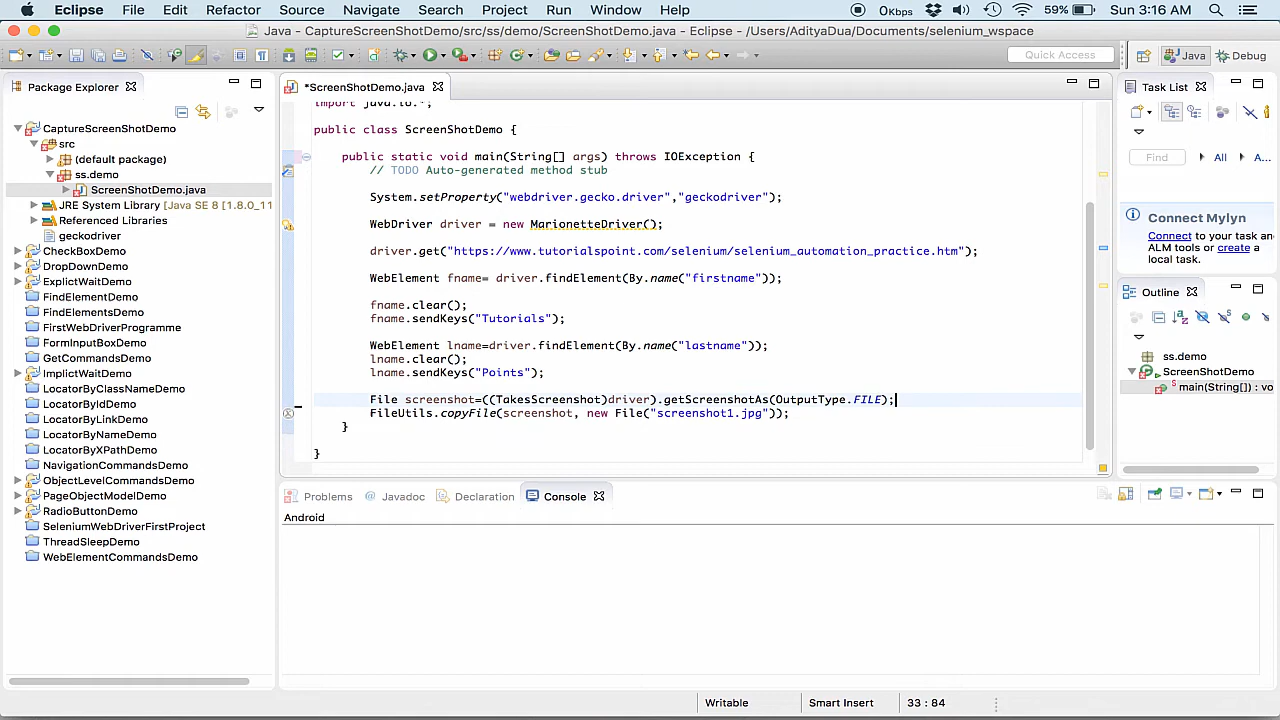 Eclipse File Edit Refactor Source Navigate Search Project Run Window Help 0Kbps 59% Sun 3:16 AM
Java - CaptureScreenShotDemo/src/ss/demo/ScreenShotDemo.java - Eclipse - /Users/AdityaDua/Documents/selenium_wspace
Quick Access Java Debug
Package Explorer
CaptureScreenShotDemo
src
(default package)
ss.demo
ScreenShotDemo.java
JRE System Library [Java SE 8 [1.8.0_11
Referenced Libraries
geckodriver
CheckBoxDemo
DropDownDemo
ExplictWaitDemo
FindElementDemo
FindElementsDemo
FirstWebDriverProgramme
FormInputBoxDemo
GetCommandsDemo
ImplictWaitDemo
LocatorByClassNameDemo
LocatorByIdDemo
LocatorByLinkDemo
LocatorByNameDemo
LocatorByXPathDemo
NavigationCommandsDemo
ObjectLevelCommandsDemo
PageObjectModelDemo
RadioButtonDemo
SeleniumWebDriverFirstProject
ThreadSleepDemo
WebElementCommandsDemo
*ScreenShotDemo.java
import java.io.*;
public class ScreenShotDemo {
public static void main(String[] args) throws IOException {
// TODO Auto-generated method stub
System.setProperty("webdriver.gecko.driver","geckodriver");
WebDriver driver = new MarionetteDriver();
driver.get("https://www.tutorialspoint.com/selenium/selenium_automation_practice.htm");
WebElement fname= driver.findElement(By.name("firstname"));
fname.clear();
fname.sendKeys("Tutorials");
WebElement lname=driver.findElement(By.name("lastname"));
lname.clear();
lname.sendKeys("Points");
File screenshot=((TakesScreenshot)driver).getScreenshotAs(OutputType.FILE);
FileUtils.copyFile(screenshot, new File("screenshot1.jpg"));
}
}
Problems Javadoc Declaration Console
Android
Task List
Find All A...
Connect Mylyn
Connect to your task and
ALM tools or create a
local task.
Outline
ss.demo
ScreenShotDemo
main(String[]) : vo
Writable Smart Insert 33 : 84